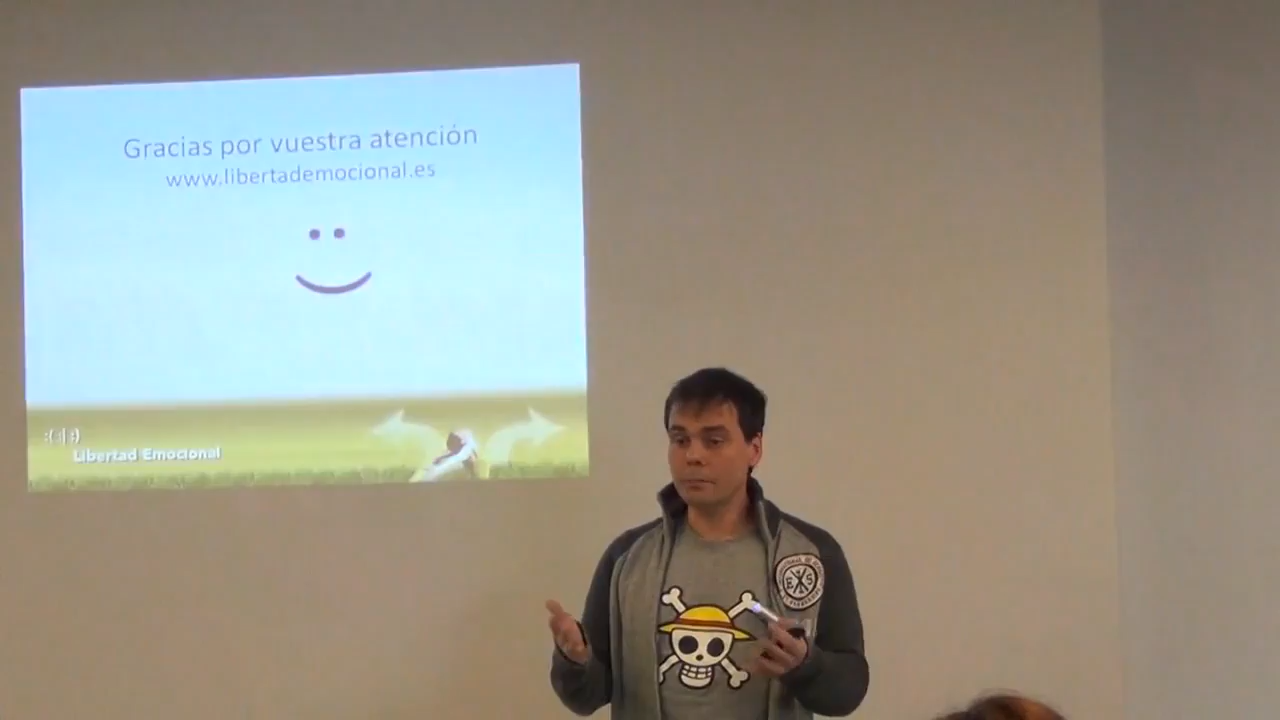 Gracias por vuestra atención
www.libertademocional.es
:( :| :)
Libertad Emocional
E S